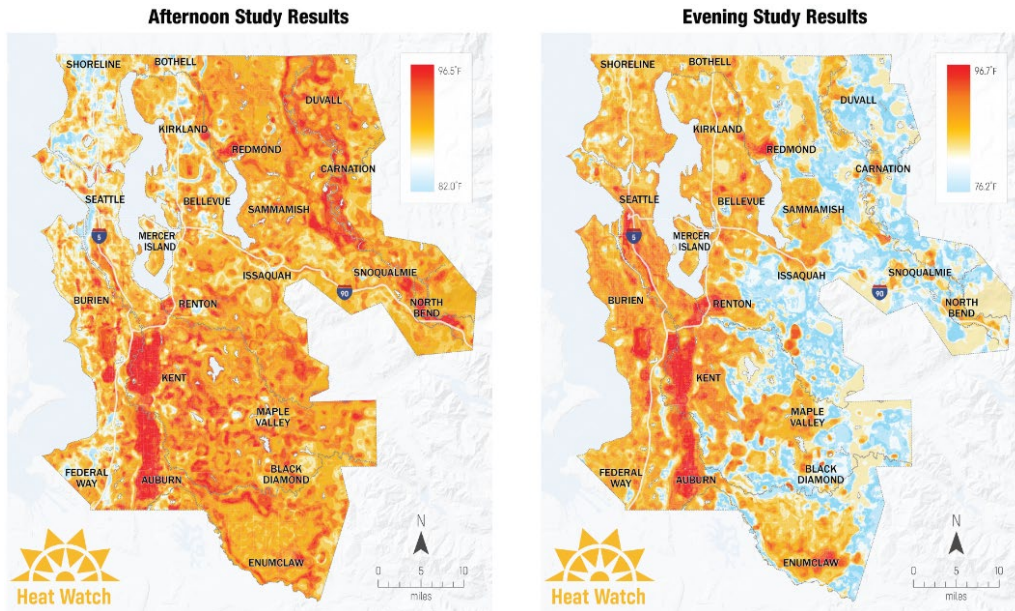 Afternoon Study Results
SHORELINE
BOTHELL
96.5°F
DUVALL
KIRKLAND
REDMOND
CARNATION
82.0°F
SEATTLE
BELLEVUE
SAMMAMISH
5
MERCER
ISLAND
ISSAQUAH
SNOQUALMIE
90
BURIEN
RENTON
NORTH
BEND
KENT
MAPLE
VALLEY
FEDERAL
WAY
AUBURN
BLACK
DIAMOND
N
ENUMCLAW
0 5 10
miles
Heat Watch
Evening Study Results
SHORELINE
BOTHELL
96.7°F
DUVALL
KIRKLAND
REDMOND
CARNATION
76.2°F
SEATTLE
BELLEVUE
SAMMAMISH
5
MERCER
ISLAND
ISSAQUAH
SNOQUALMIE
90
BURIEN
RENTON
NORTH
BEND
KENT
MAPLE
VALLEY
FEDERAL
WAY
AUBURN
BLACK
DIAMOND
N
ENUMCLAW
0 5 10
miles
Heat Watch